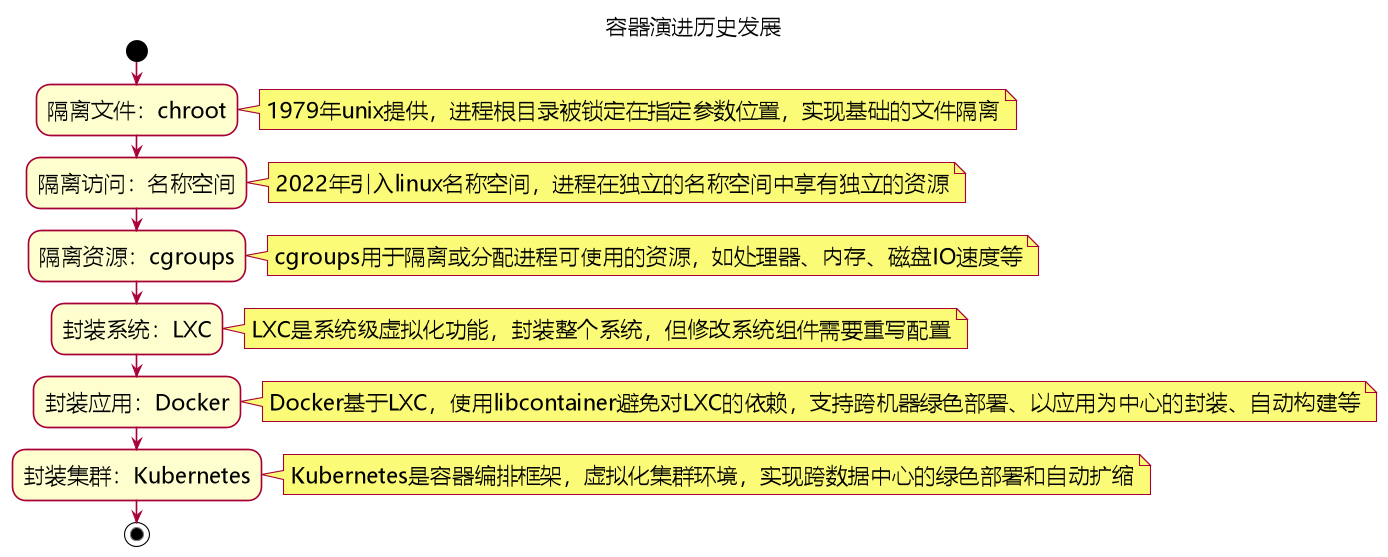 容器演进历史发展
隔离文件：chroot
1979年unix提供，进程根目录被锁定在指定参数位置，实现基础的文件隔离
隔离访问：名称空间
2022年引入linux名称空间，进程在独立的名称空间中享有独立的资源
隔离资源：cgroups
cgroups用于隔离或分配进程可使用的资源，如处理器、内存、磁盘IO速度等
封装系统：LXC
LXC是系统级虚拟化功能，封装整个系统，但修改系统组件需要重写配置
封装应用：Docker
Docker基于LXC，使用libcontainer避免对LXC的依赖，支持跨机器绿色部署、以应用为中心的封装、自动构建等
封装集群：Kubernetes
Kubernetes是容器编排框架，虚拟化集群环境，实现跨数据中心的绿色部署和自动扩缩